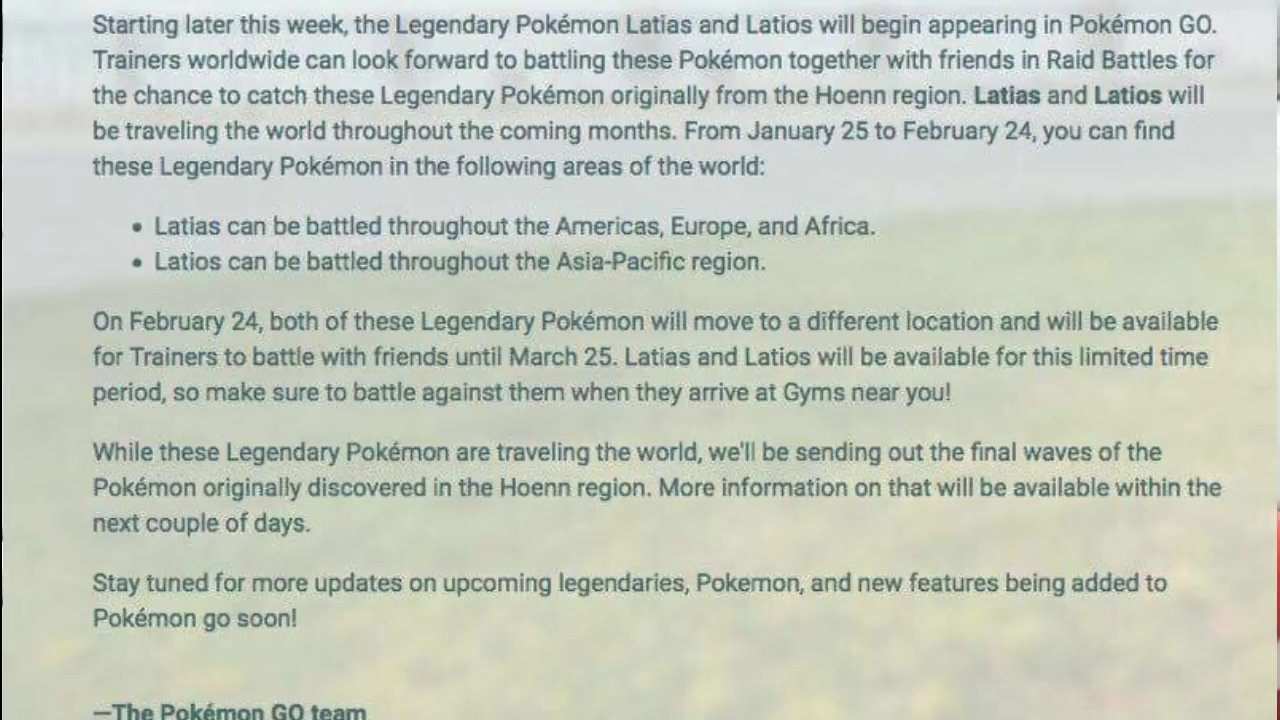 Starting later this week, the Legendary Pokémon Latias and Latios will begin appearing in Pokémon GO.
Trainers worldwide can look forward to battling these Pokémon together with friends in Raid Battles for
the chance to catch these Legendary Pokémon originally from the Hoenn region. Latias and Latios will
be traveling the world throughout the coming months. From January 25 to February 24, you can find
these Legendary Pokémon in the following areas of the world:
• Latias can be battled throughout the Americas, Europe, and Africa.
• Latios can be battled throughout the Asia-Pacific region.
On February 24, both of these Legendary Pokémon will move to a different location and will be available
for Trainers to battle with friends until March 25. Latias and Latios will be available for this limited time
period, so make sure to battle against them when they arrive at Gyms near you!
While these Legendary Pokémon are traveling the world, we'll be sending out the final waves of the
Pokémon originally discovered in the Hoenn region. More information on that will be available within the
next couple of days.
Stay tuned for more updates on upcoming legendaries, Pokemon, and new features being added to
Pokémon go soon!
—The Pokémon GO team